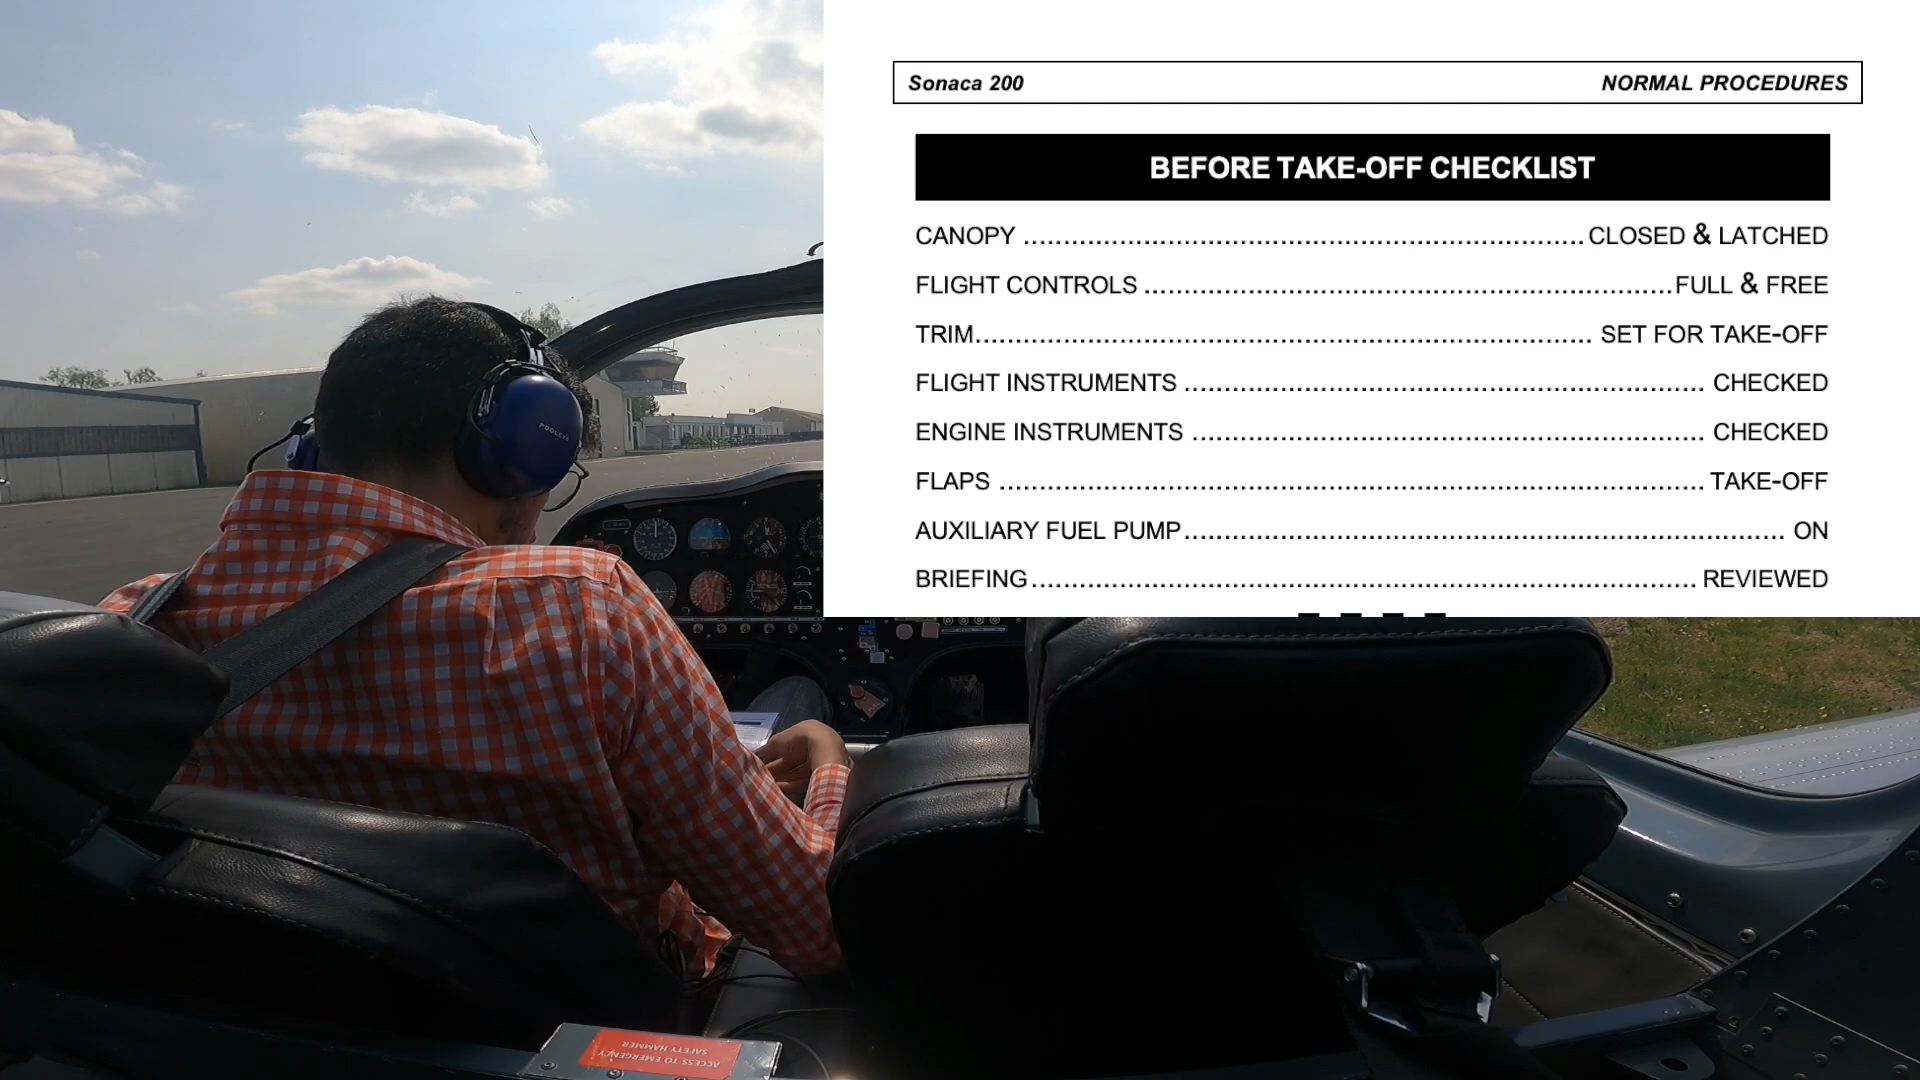 Sonaca 200 NORMAL PROCEDURES
BEFORE TAKE-OFF CHECKLIST
CANOPY ........ CLOSED & LATCHED
FLIGHT CONTROLS ........ FULL & FREE
TRIM ........ SET FOR TAKE-OFF
FLIGHT INSTRUMENTS ........ CHECKED
ENGINE INSTRUMENTS ........ CHECKED
FLAPS ........ TAKE-OFF
AUXILIARY FUEL PUMP ........ ON
BRIEFING ........ REVIEWED
POOLEYS
ACCESS TO EMERGENCY
SAFETY HAMMER